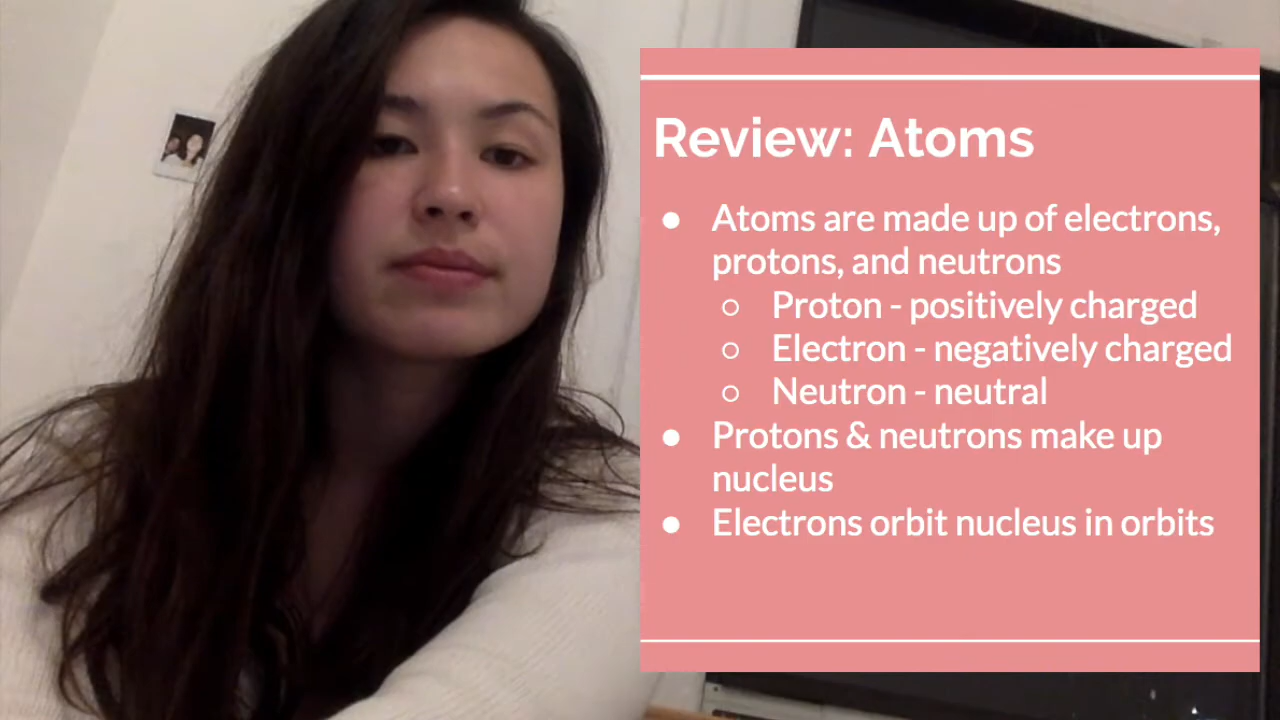 Review: Atoms
● Atoms are made up of electrons,
protons, and neutrons
○ Proton - positively charged
○ Electron - negatively charged
○ Neutron - neutral
● Protons & neutrons make up
nucleus
● Electrons orbit nucleus in orbits